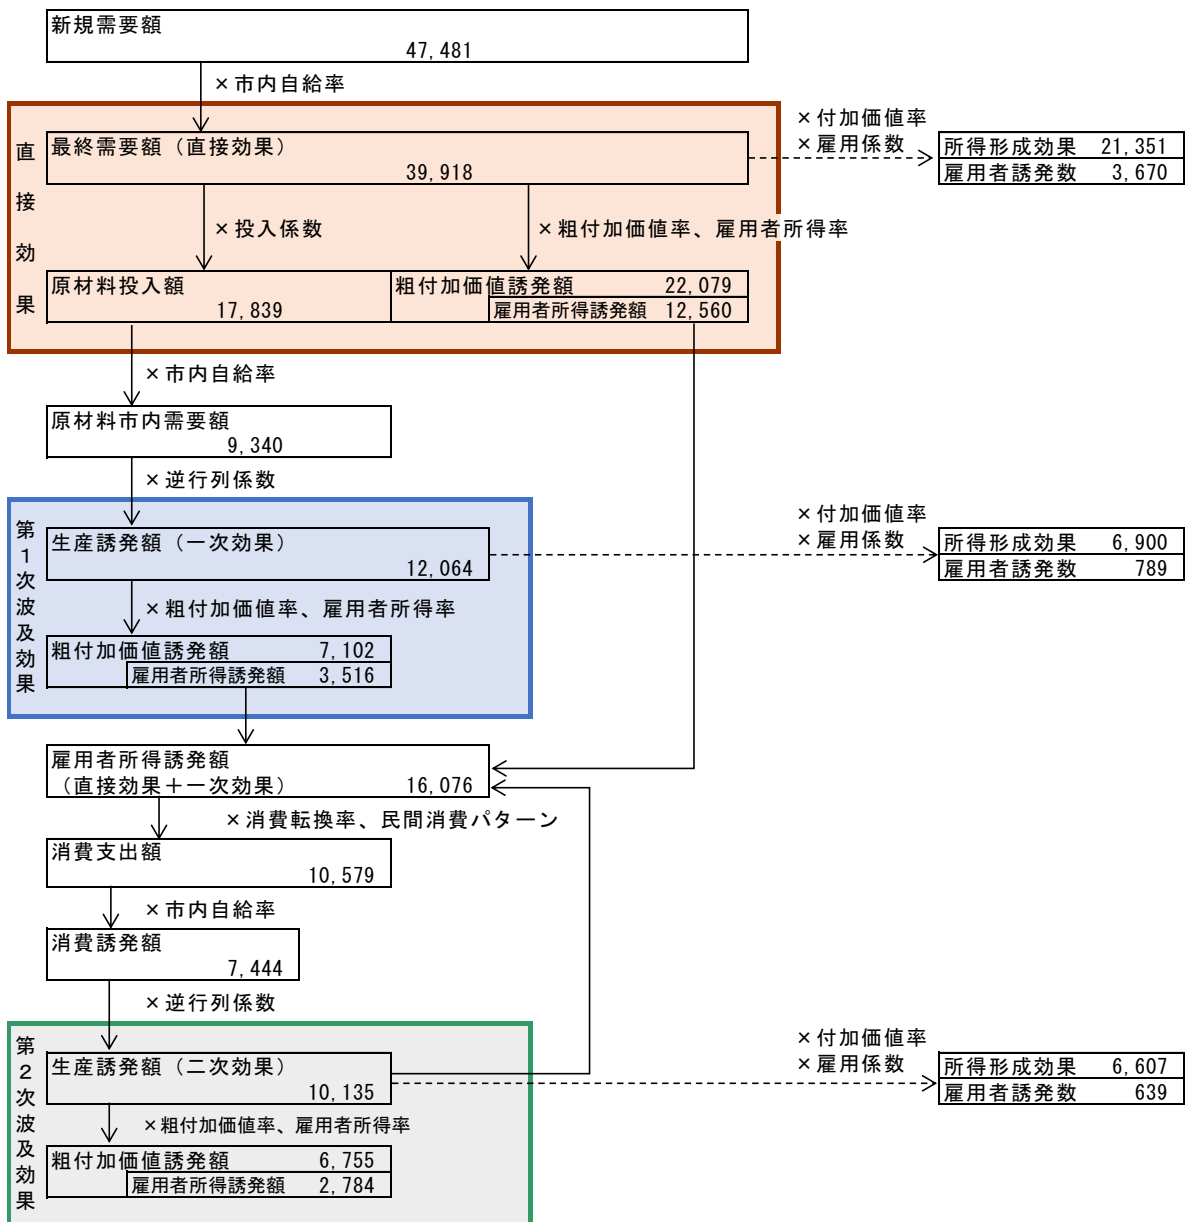 新規需要額
47,481
×市内自給率
直接効果
最終需要額（直接効果）
39,918
×付加価値率
×雇用係数
所得形成効果 21,351
雇用者誘発数 3,670
×投入係数
×粗付加価値率、雇用者所得率
原材料投入額
17,839
粗付加価値誘発額 22,079
雇用者所得誘発額 12,560
×市内自給率
原材料市内需要額
9,340
×逆行列係数
第1次波及効果
生産誘発額（一次効果）
12,064
×付加価値率
×雇用係数
所得形成効果 6,900
雇用者誘発数 789
×粗付加価値率、雇用者所得率
粗付加価値誘発額 7,102
雇用者所得誘発額 3,516
雇用者所得誘発額
（直接効果＋一次効果） 16,076
×消費転換率、民間消費パターン
消費支出額
10,579
×市内自給率
消費誘発額
7,444
×逆行列係数
第2次波及効果
生産誘発額（二次効果）
10,135
×付加価値率
×雇用係数
所得形成効果 6,607
雇用者誘発数 639
×粗付加価値率、雇用者所得率
粗付加価値誘発額 6,755
雇用者所得誘発額 2,784